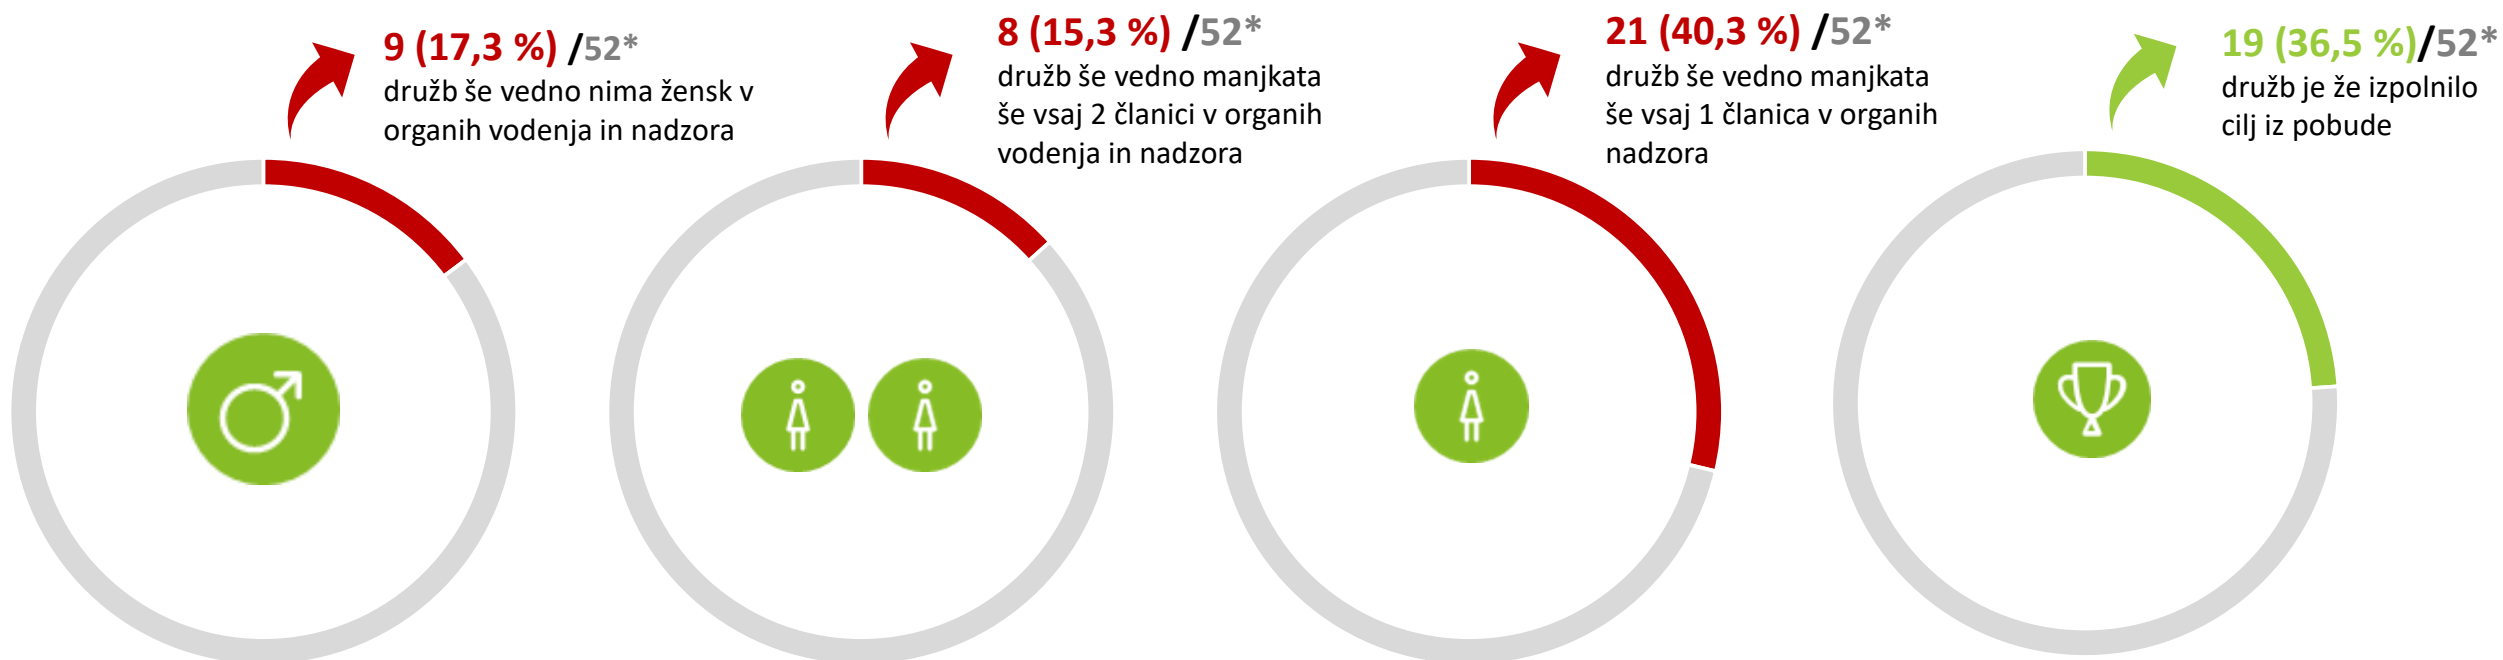 9 (17,3 %) /52*
družb še vedno nima žensk v
organih vodenja in nadzora
8 (15,3 %) /52*
družb še vedno manjkata
še vsaj 2 članici v organih
vodenja in nadzora
21 (40,3 %) /52*
družb še vedno manjkata
še vsaj 1 članica v organih
nadzora
19 (36,5 %)/52*
družb je že izpolnilo
cilj iz pobude